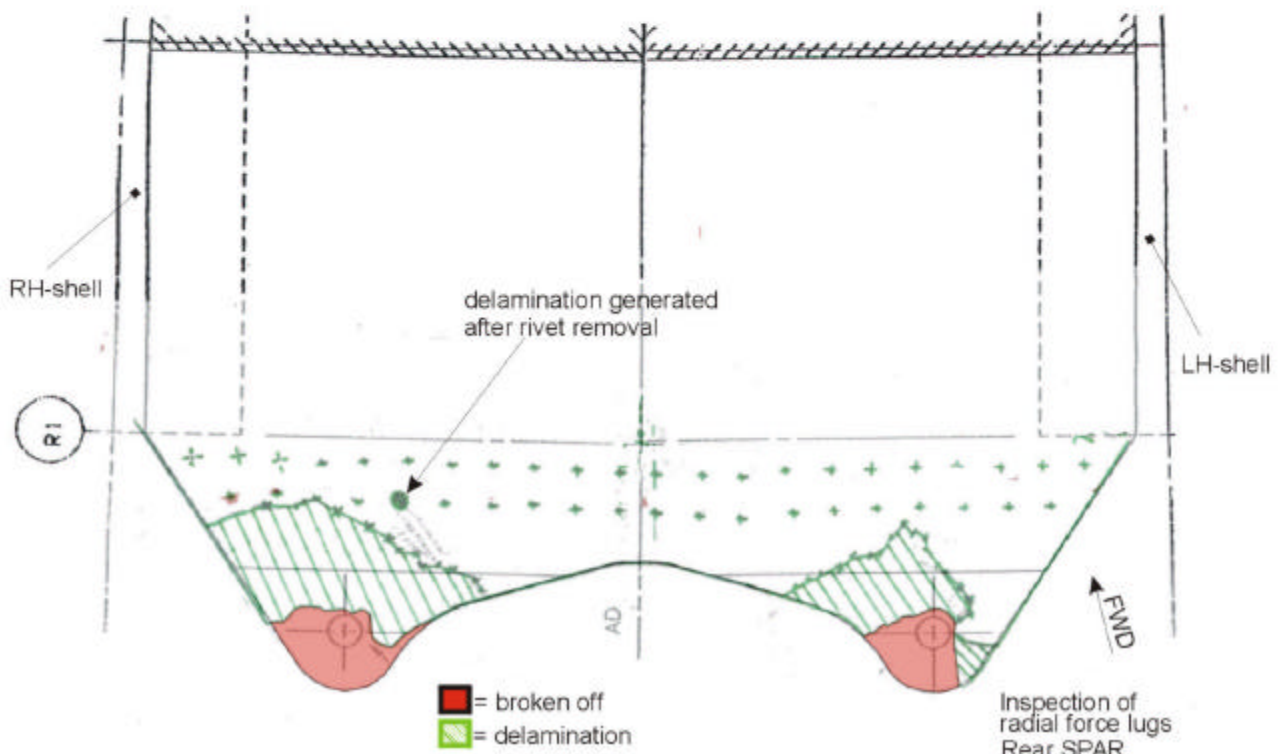 RH-shell
delamination generated
after rivet removal
LH-shell
R1
AD
FWD
= broken off
= delamination
Inspection of
radial force lugs
Rear SPAR